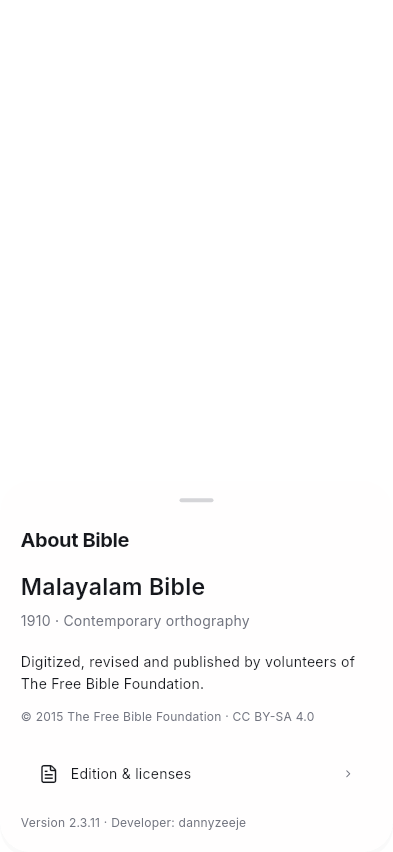 About Bible
Malayalam Bible
1910 · Contemporary orthography
Digitized, revised and published by volunteers of
The Free Bible Foundation.
© 2015 The Free Bible Foundation · CC BY-SA 4.0
Edition & licenses
Version 2.3.11 · Developer: dannyzeeje